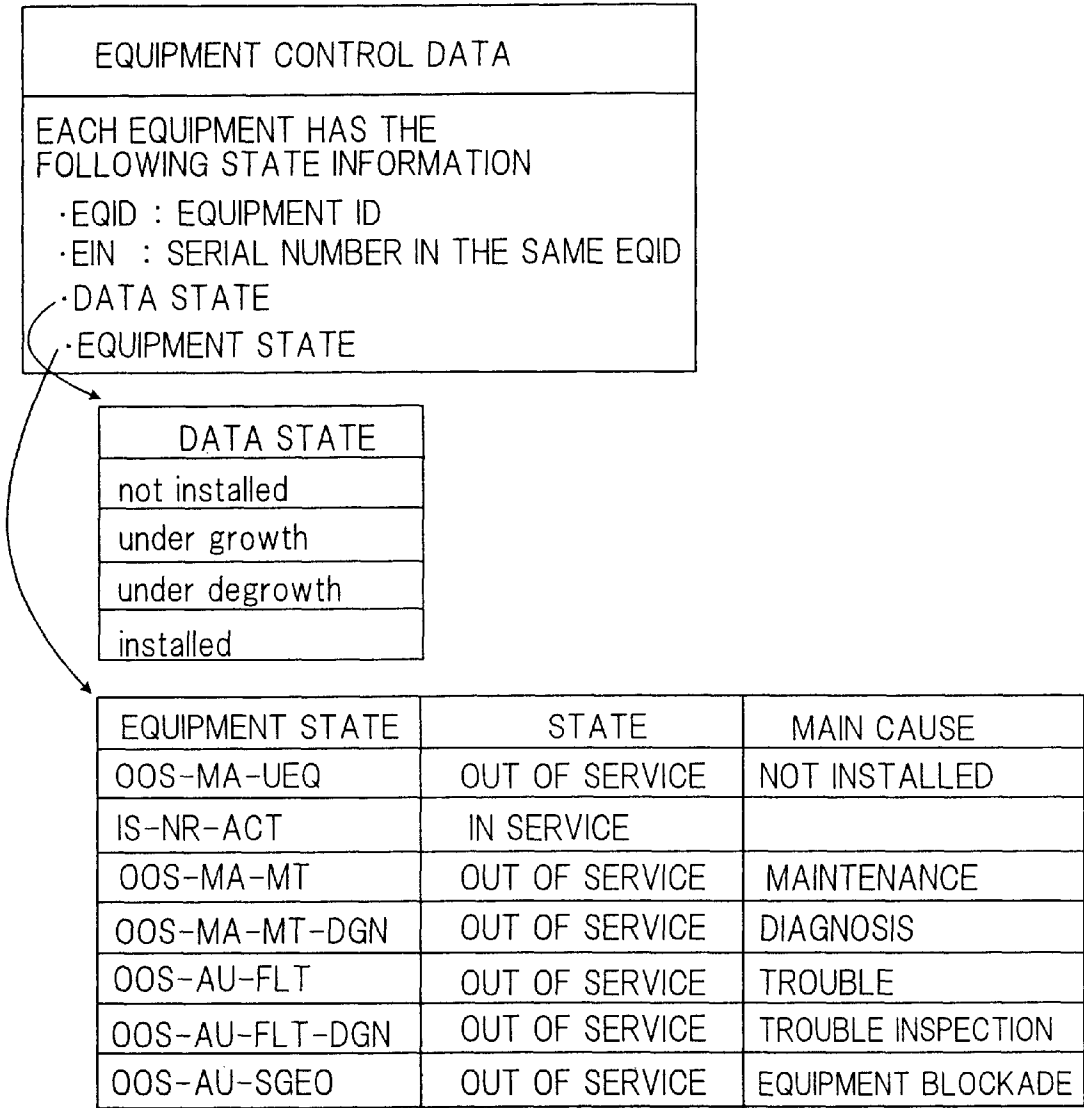 EQUIPMENT CONTROL DATA
EACH EQUIPMENT HAS THE
FOLLOWING STATE INFORMATION
·EQID : EQUIPMENT ID
·EIN : SERIAL NUMBER IN THE SAME EQID
·DATA STATE
·EQUIPMENT STATE
DATA STATE
not installed
under growth
under degrowth
installed
EQUIPMENT STATE STATE MAIN CAUSE
OOS-MA-UEQ OUT OF SERVICE NOT INSTALLED
IS-NR-ACT IN SERVICE
OOS-MA-MT OUT OF SERVICE MAINTENANCE
OOS-MA-MT-DGN OUT OF SERVICE DIAGNOSIS
OOS-AU-FLT OUT OF SERVICE TROUBLE
OOS-AU-FLT-DGN OUT OF SERVICE TROUBLE INSPECTION
OOS-AU-SGEO OUT OF SERVICE EQUIPMENT BLOCKADE